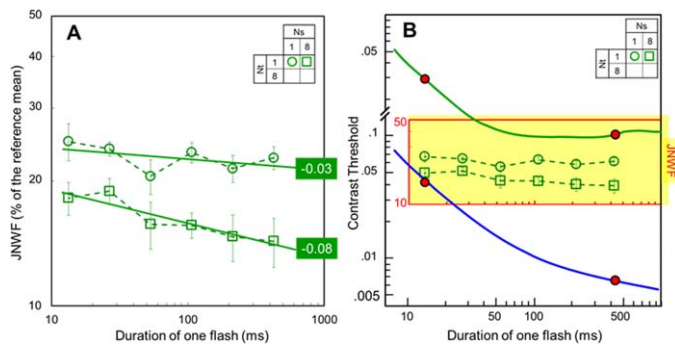 A
Ns
1 8
Nt
1
8
50
30
20
10
JNWF (% of the reference mean)
-0.03
-0.08
10 100 1000
Duration of one flash (ms)
B
Ns
1 8
Nt
1
8
.05
.1
.05
.01
.005
Contrast Threshold
50
10
JNWF
10 50 100 500
Duration of one flash (ms)